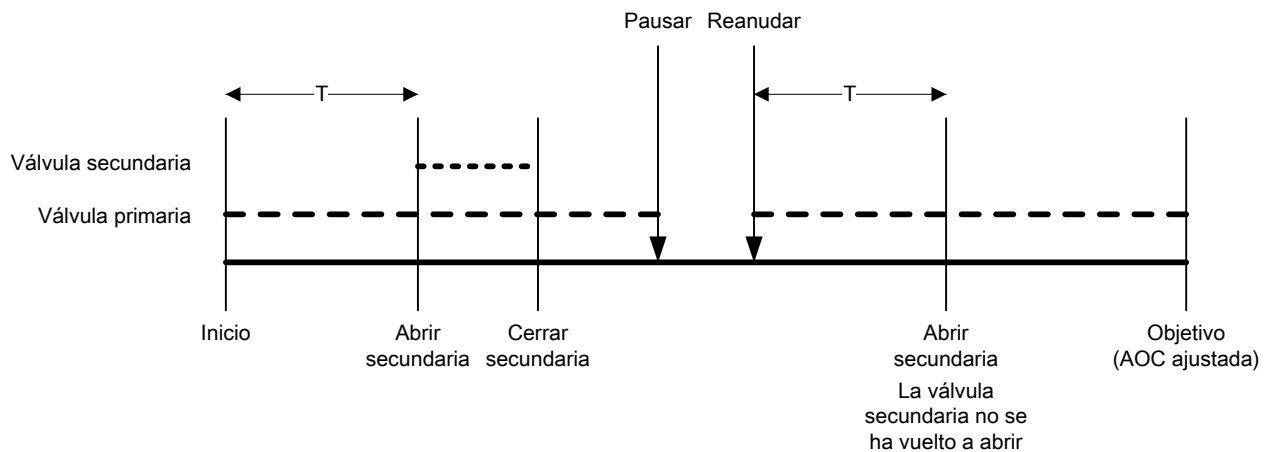 Pausar
Reanudar
T
T
Válvula secundaria
Válvula primaria
Inicio
Abrir
secundaria
Cerrar
secundaria
Abrir
secundaria
La válvula
secundaria no se
ha vuelto a abrir
Objetivo
(AOC ajustada)